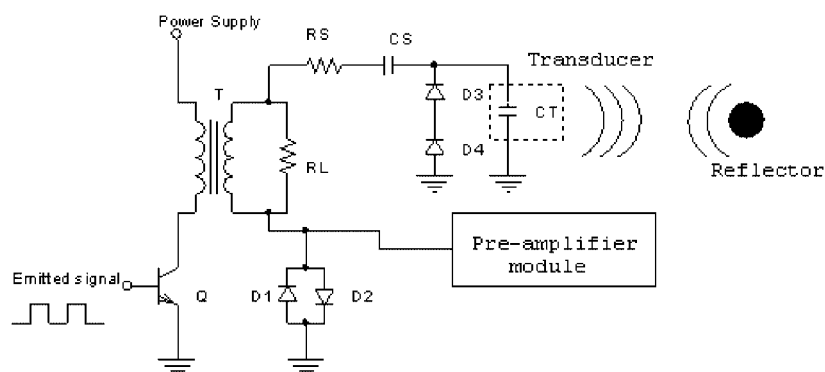 Power Supply
RS
CS
Transducer
T
D3
CT
D4
RL
Reflector
Pre-amplifier
module
Emitted signal
Q
D1
D2